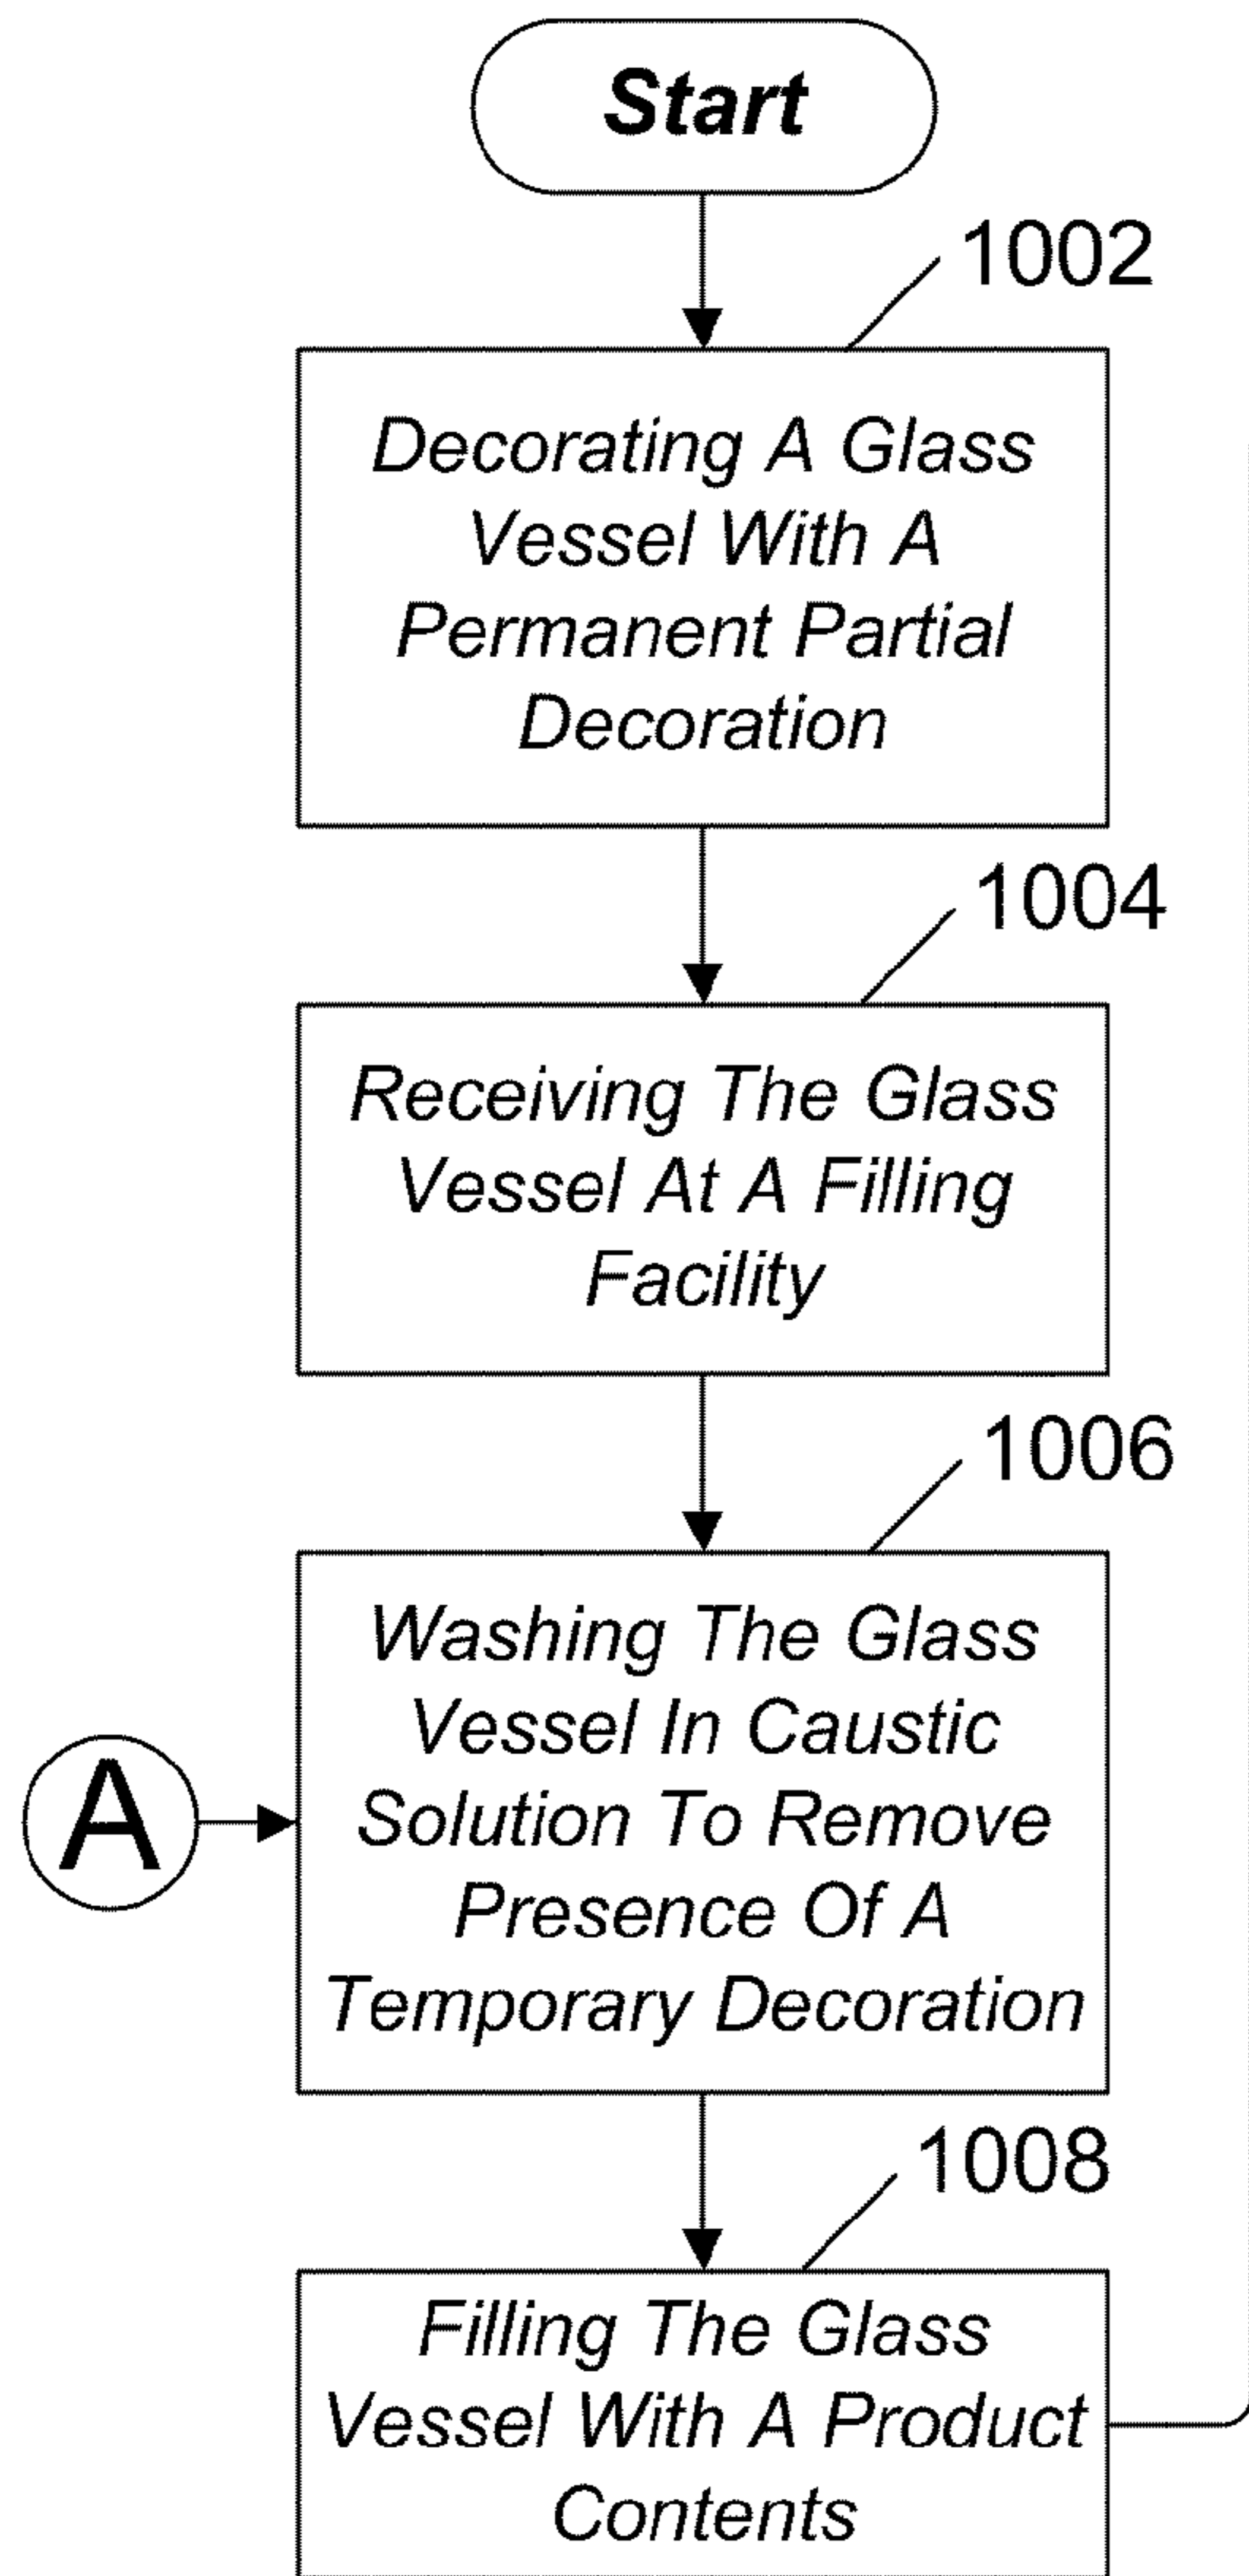 Start
1002
Decorating A Glass
Vessel With A
Permanent Partial
Decoration
1004
Receiving The Glass
Vessel At A Filling
Facility
1006
Washing The Glass
Vessel In Caustic
Solution To Remove
Presence Of A
Temporary Decoration
A
1008
Filling The Glass
Vessel With A Product
Contents